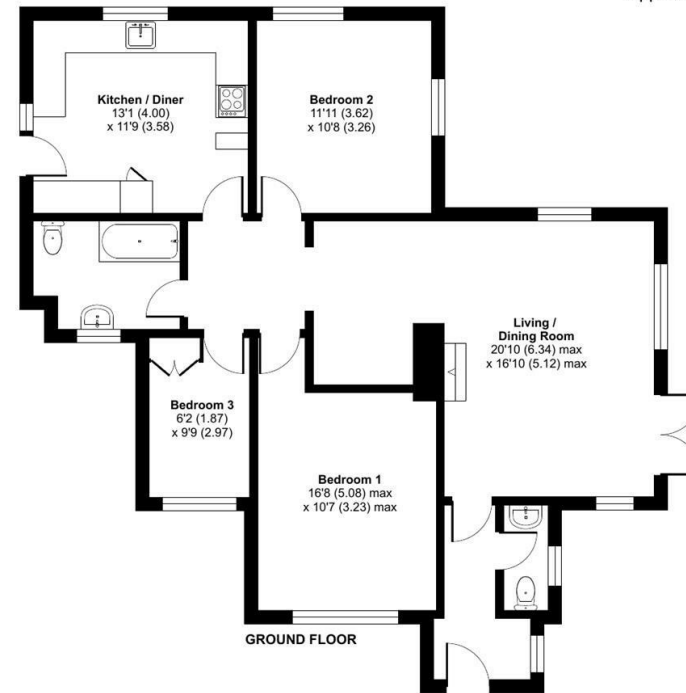 Kitchen / Diner
13'1 (4.00)
x 11'9 (3.58)
Bedroom 2
11'11 (3.62)
x 10'8 (3.26)
Living /
Dining Room
20'10 (6.34) max
x 16'10 (5.12) max
Bedroom 3
6'2 (1.87)
x 9'9 (2.97)
Bedroom 1
16'8 (5.08) max
x 10'7 (3.23) max
GROUND FLOOR